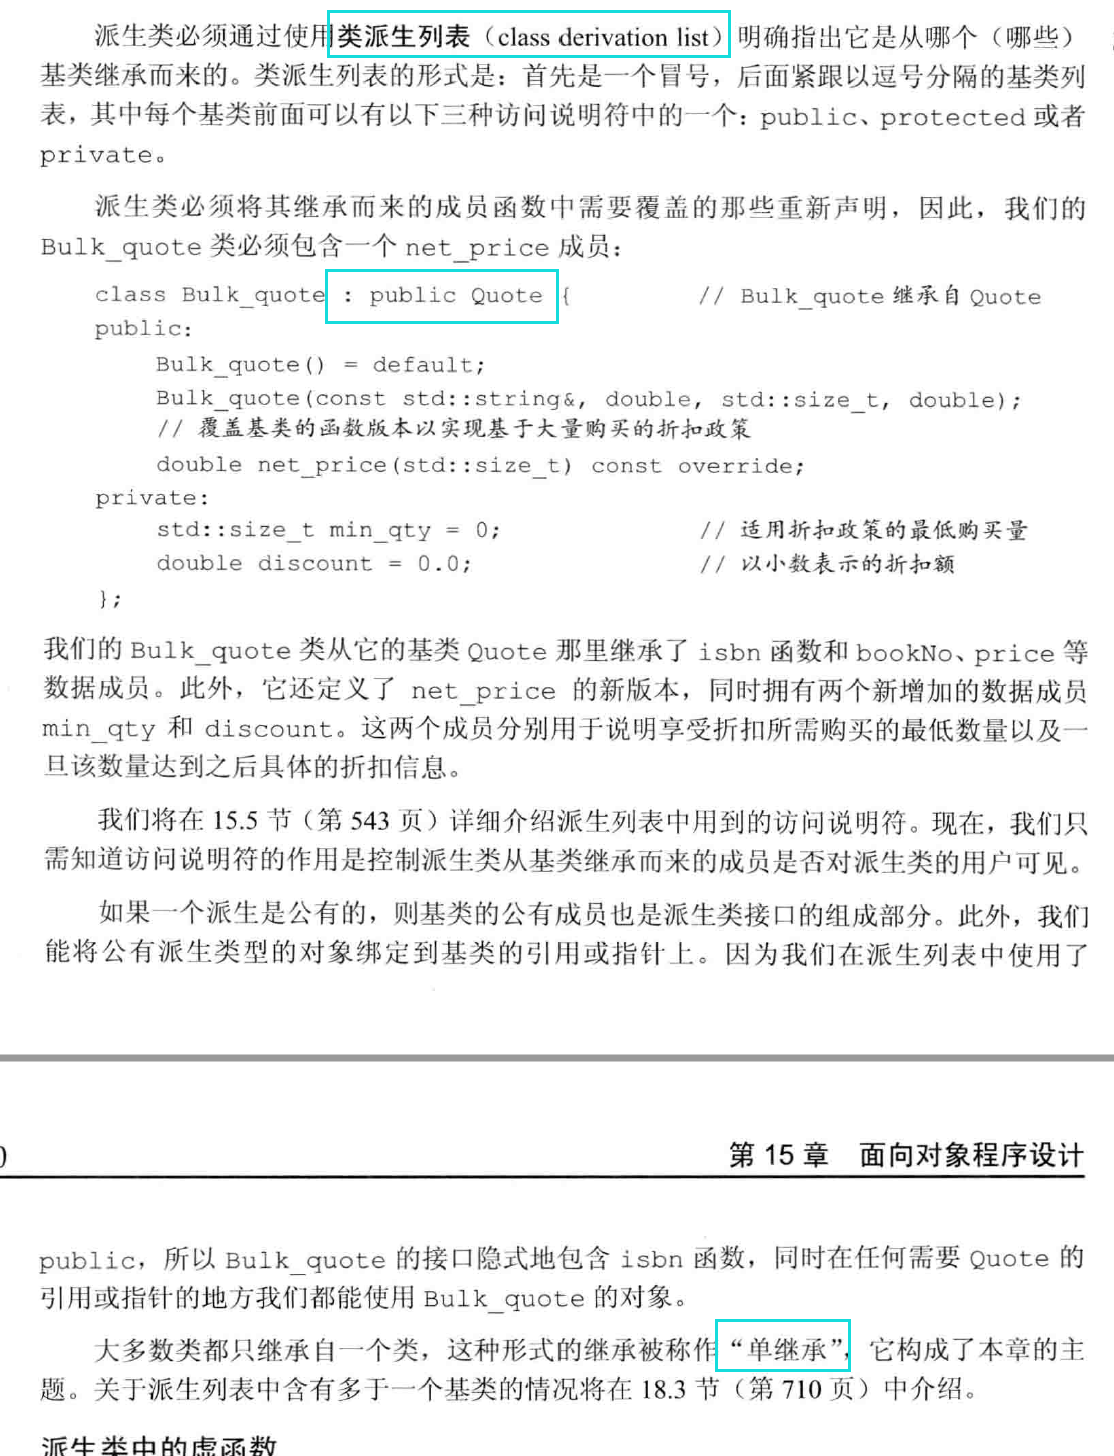 派生类必须通过使用类派生列表（class derivation list）明确指出它是从哪个（哪些）
基类继承而来的。类派生列表的形式是：首先是一个冒号，后面紧跟以逗号分隔的基类列
表，其中每个基类前面可以有以下三种访问说明符中的一个：public、protected 或者
private。
派生类必须将其继承而来的成员函数中需要覆盖的那些重新声明，因此，我们的
Bulk_quote 类必须包含一个 net_price 成员：
class Bulk_quote : public Quote { // Bulk_quote 继承自 Quote
public:
Bulk_quote() = default;
Bulk_quote(const std::string&, double, std::size_t, double);
// 覆盖基类的函数版本以实现基于大量购买的折扣政策
double net_price(std::size_t) const override;
private:
std::size_t min_qty = 0; // 适用折扣政策的最低购买量
double discount = 0.0; // 以小数表示的折扣额
};
我们的 Bulk_quote 类从它的基类 Quote 那里继承了 isbn 函数和 bookNo、price 等
数据成员。此外，它还定义了 net_price 的新版本，同时拥有两个新增加的数据成员
min_qty 和 discount。这两个成员分别用于说明享受折扣所需购买的最低数量以及一
旦该数量达到之后具体的折扣信息。
我们将在 15.5 节（第 543 页）详细介绍派生列表中用到的访问说明符。现在，我们只
需知道访问说明符的作用是控制派生类从基类继承而来的成员是否对派生类的用户可见。
如果一个派生是公有的，则基类的公有成员也是派生类接口的组成部分。此外，我们
能将公有派生类型的对象绑定到基类的引用或指针上。因为我们在派生列表中使用了
第 15 章 面向对象程序设计
public，所以 Bulk_quote 的接口隐式地包含 isbn 函数，同时在任何需要 Quote 的
引用或指针的地方我们都能使用 Bulk_quote 的对象。
大多数类都只继承自一个类，这种形式的继承被称作“单继承”，它构成了本章的主
题。关于派生列表中含有多于一个基类的情况将在 18.3 节（第 710 页）中介绍。
派生类中的虚函数